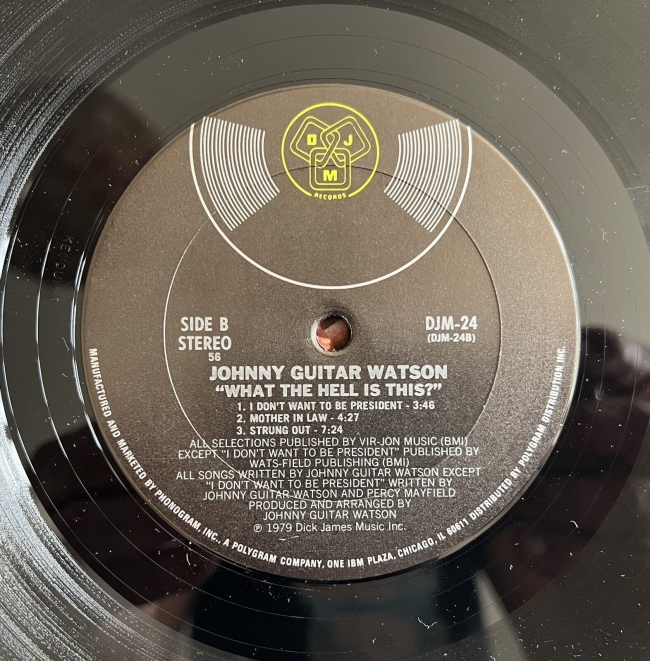 D J
M
RECORDS
SIDE B
STEREO
56
DJM-24
(DJM-24B)
JOHNNY GUITAR WATSON
“WHAT THE HELL IS THIS?”
1. I DON'T WANT TO BE PRESIDENT - 3:46
2. MOTHER IN LAW - 4:27
3. STRUNG OUT - 7:24
ALL SELECTIONS PUBLISHED BY VIR-JON MUSIC (BMI)
EXCEPT “I DON'T WANT TO BE PRESIDENT” PUBLISHED BY
WATS-FIELD PUBLISHING (BMI)
ALL SONGS WRITTEN BY JOHNNY GUITAR WATSON EXCEPT
“I DON'T WANT TO BE PRESIDENT” WRITTEN BY
JOHNNY GUITAR WATSON AND PERCY MAYFIELD
PRODUCED AND ARRANGED BY
JOHNNY GUITAR WATSON
℗ 1979 Dick James Music Inc.
MANUFACTURED AND MARKETED BY PHONOGRAM, INC., A POLYGRAM COMPANY, ONE IBM PLAZA, CHICAGO, IL 60611 DISTRIBUTED BY POLYGRAM DISTRIBUTION, INC.